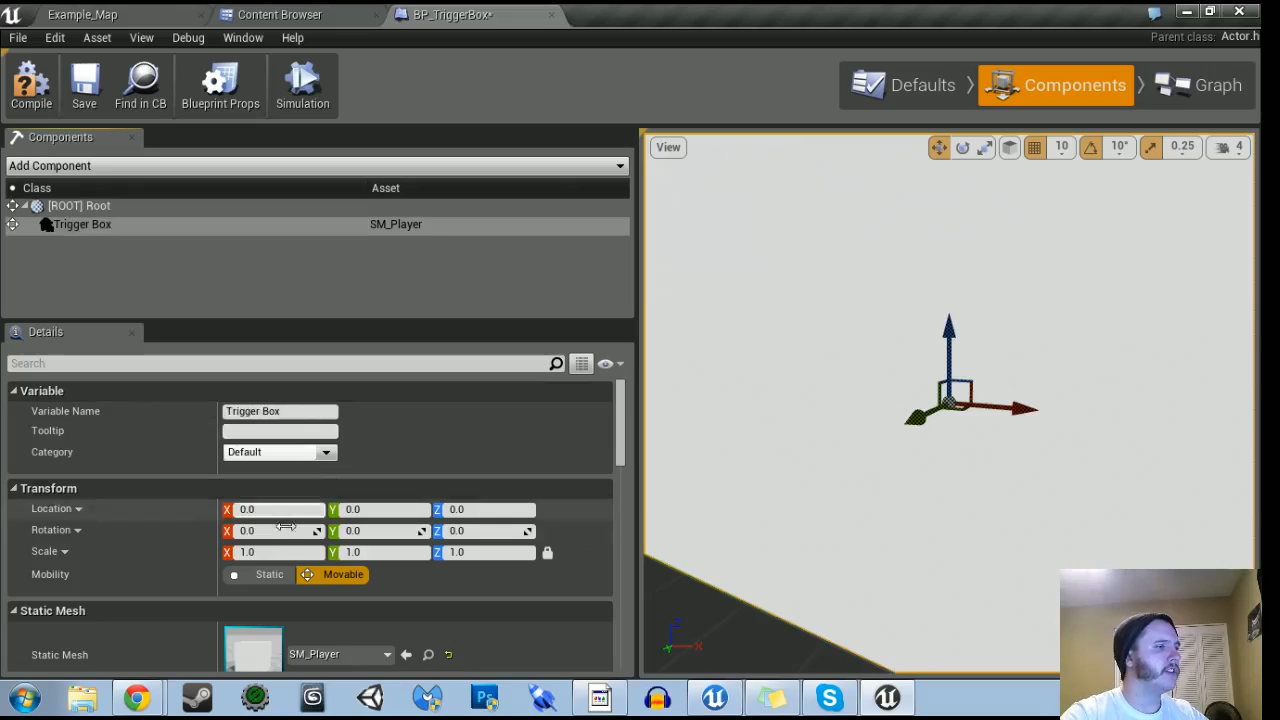 Example_Map
Content Browser
BP_TriggerBox*
File Edit Asset View Debug Window Help
Parent class: Actor.h
Compile Save Find in CB Blueprint Props Simulation
Defaults Components Graph
Components
Add Component
View
10 10° 0.25 4
Class Asset
[ROOT] Root
Trigger Box SM_Player
Details
Search
Variable
Variable Name Trigger Box
Tooltip
Category Default
Transform
Location X 0.0 Y 0.0 Z 0.0
Rotation X 0.0 Y 0.0 Z 0.0
Scale X 1.0 Y 1.0 Z 1.0
Mobility Static Movable
Static Mesh
Static Mesh SM_Player
Z
X
Y